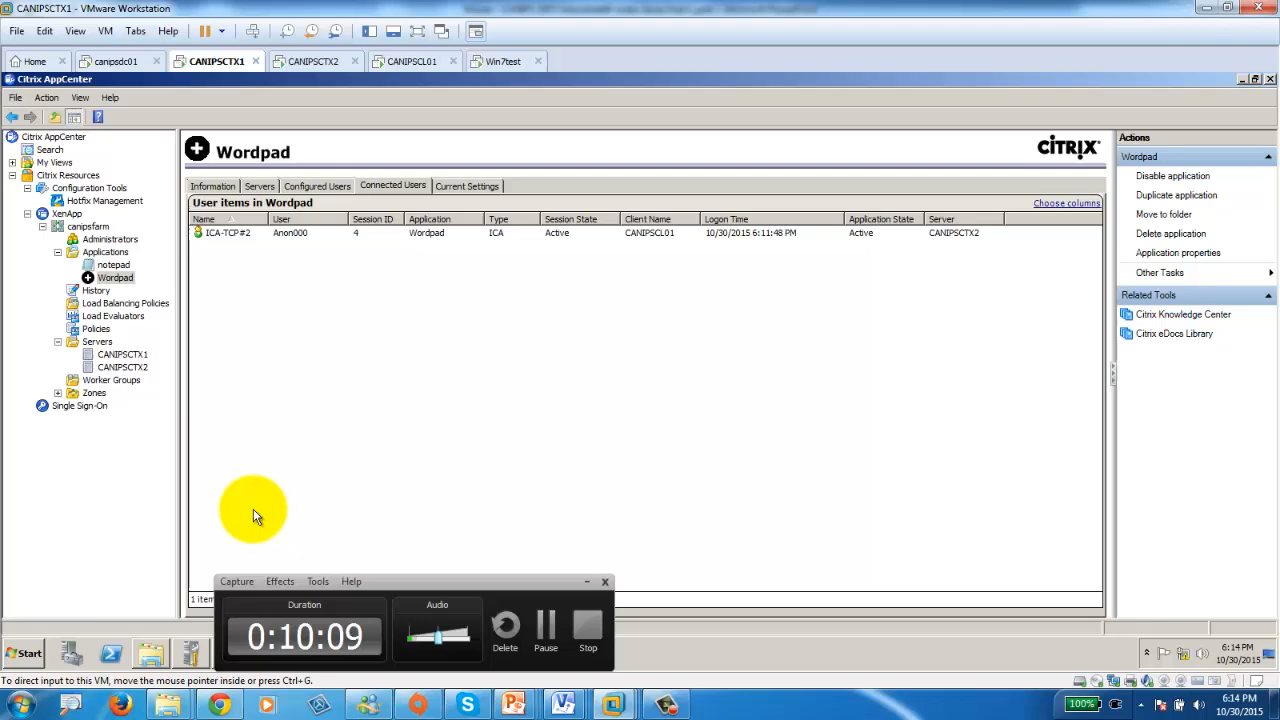 CANIPSCTX1 - VMware Workstation
File Edit View VM Tabs Help
Home canipsdc01 CANIPSCTX1 CANIPSCTX2 CANIPSCL01 Win7test
Citrix AppCenter
File Action View Help
Citrix AppCenter
Search
My Views
Citrix Resources
Configuration Tools
Hotfix Management
XenApp
canipsfarm
Administrators
Applications
notepad
Wordpad
History
Load Balancing Policies
Load Evaluators
Policies
Servers
CANIPSCTX1
CANIPSCTX2
Worker Groups
Zones
Single Sign-On
Wordpad
CITRIX
Information Servers Configured Users Connected Users Current Settings
User items in Wordpad Choose columns
Name User Session ID Application Type Session State Client Name Logon Time Application State Server
ICA-TCP#2 Anon000 4 Wordpad ICA Active CANIPSCL01 10/30/2015 6:11:48 PM Active CANIPSCTX2
Actions
Wordpad
Disable application
Duplicate application
Move to folder
Delete application
Application properties
Other Tasks
Related Tools
Citrix Knowledge Center
Citrix eDocs Library
Capture Effects Tools Help
Duration Audio
0:10:09
Delete Pause Stop
Start
6:14 PM
10/30/2015
To direct input to this VM, move the mouse pointer inside or press Ctrl+G.
100%
6:14 PM
10/30/2015